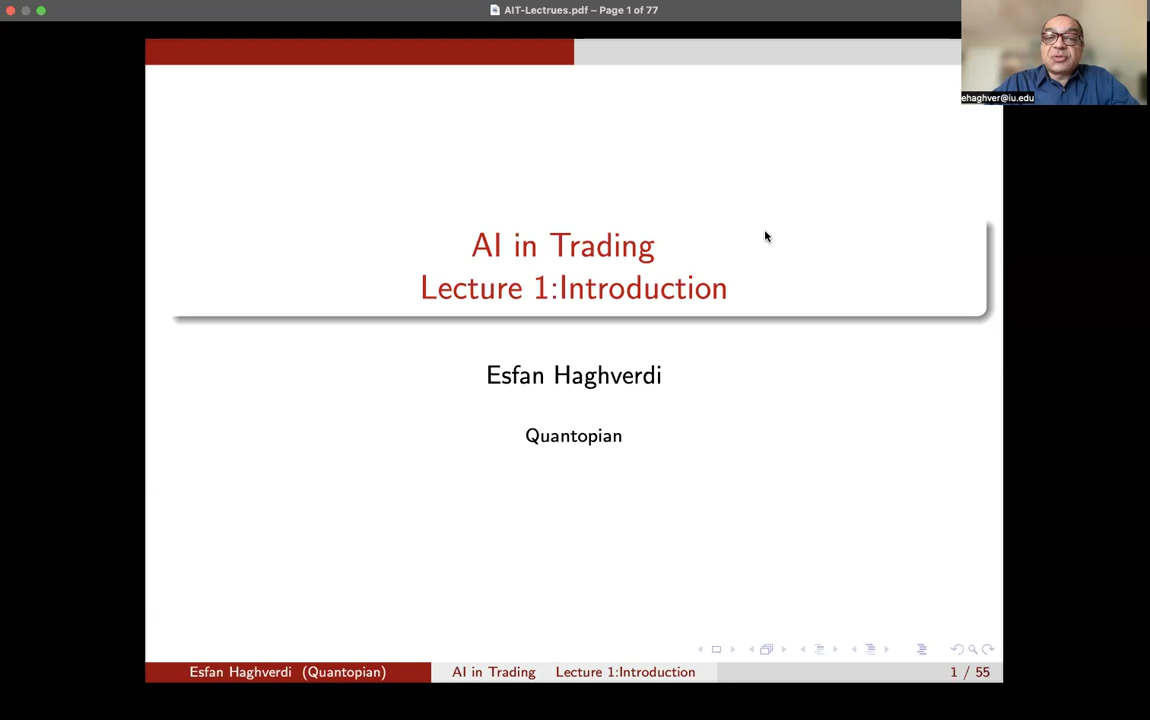 AIT-Lectrues.pdf – Page 1 of 77
ehaghver@iu.edu
AI in Trading
Lecture 1:Introduction
Esfan Haghverdi
Quantopian
Esfan Haghverdi (Quantopian) AI in Trading Lecture 1:Introduction 1 / 55